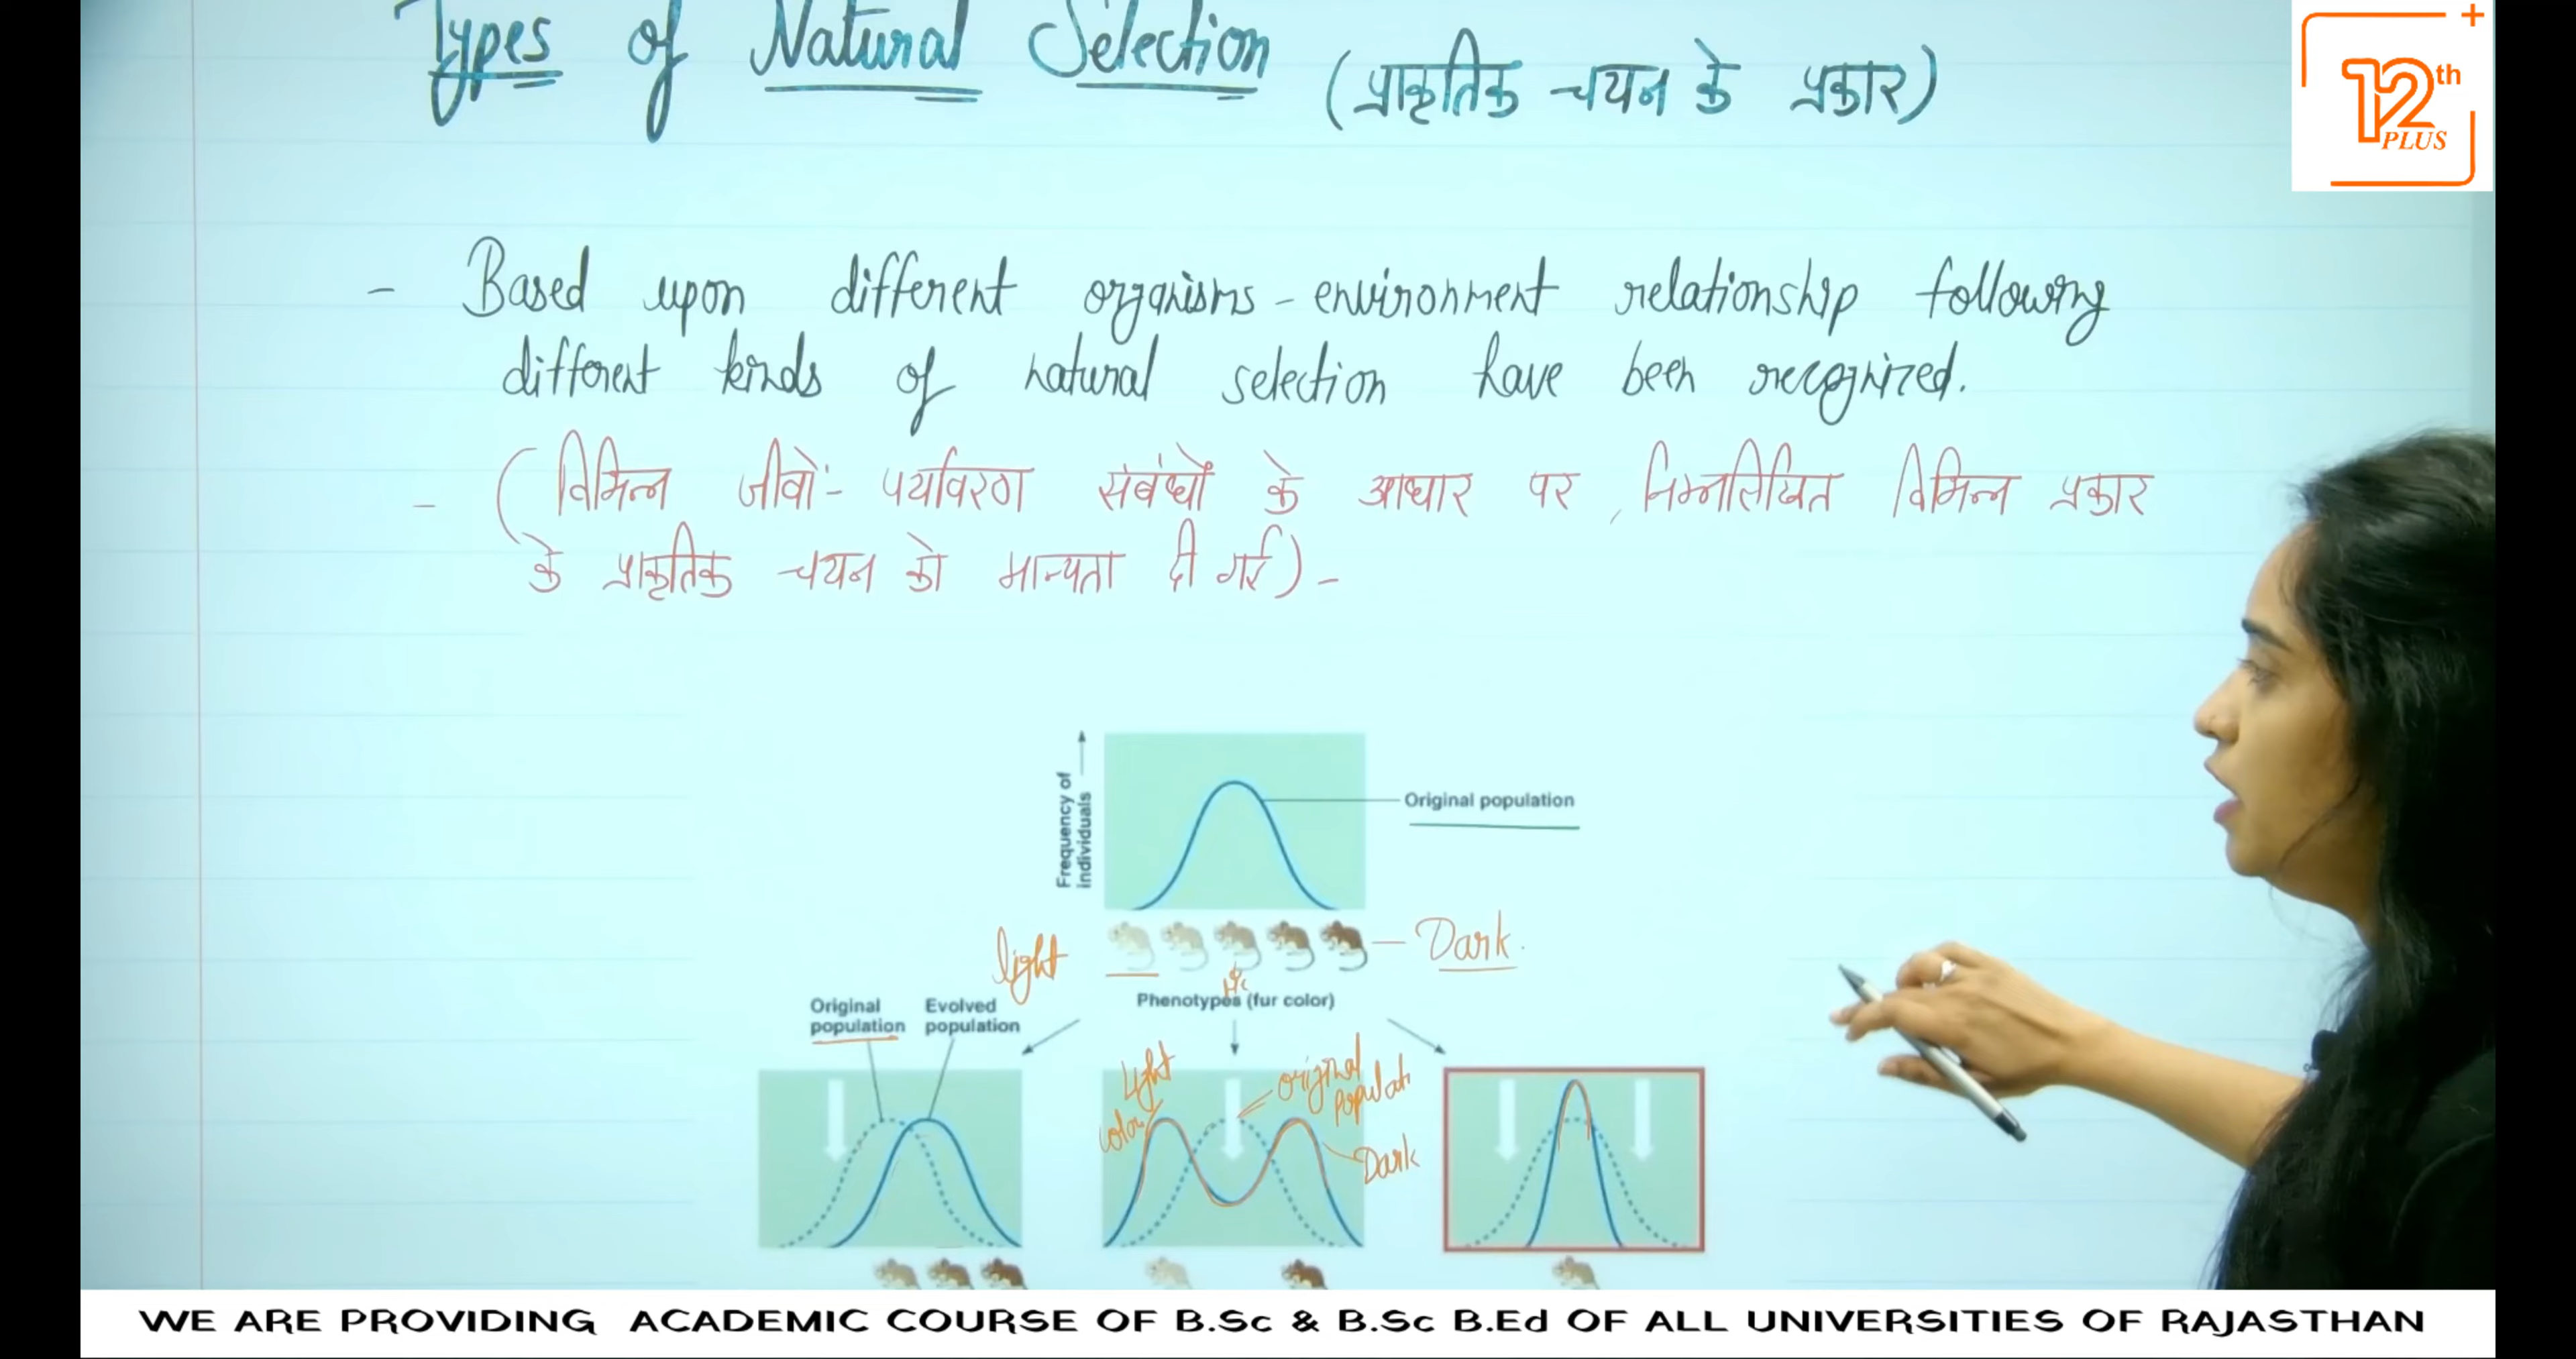 Types of Natural Selection (प्राकृतिक चयन के प्रकार)
12th
PLUS
- Based upon different organisms - environment relationship following
different kinds of natural selection have been recognized.
- (विभिन्न जीवों - पर्यावरण संबंधों के आधार पर, निम्नलिखित विभिन्न प्रकार
के प्राकृतिक चयन को मान्यता दी गई) -
Frequency of
individuals
Original population
light
Dark.
Phenotypes (fur color)
Original
population
Evolved
population
Light
color
original
populati
Dark
WE ARE PROVIDING ACADEMIC COURSE OF B.Sc & B.Sc B.Ed OF ALL UNIVERSITIES OF RAJASTHAN